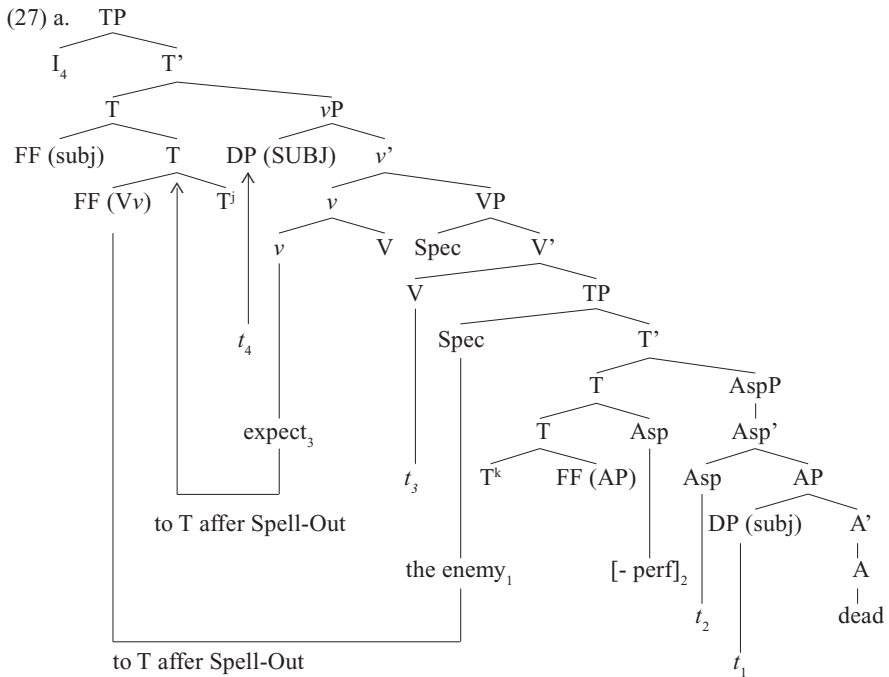 (27) a. TP
I4 T’
T vP
FF (subj) T DP (SUBJ) v’
FF (Vv) Tj v VP
v V Spec V’
V TP
t4 Spec T’
T AspP
expect3 T Asp Asp’
t3 Tk FF (AP) Asp AP
to T affer Spell-Out DP (subj) A’
the enemy1 [- perf]2 A
t2 dead
to T affer Spell-Out t1